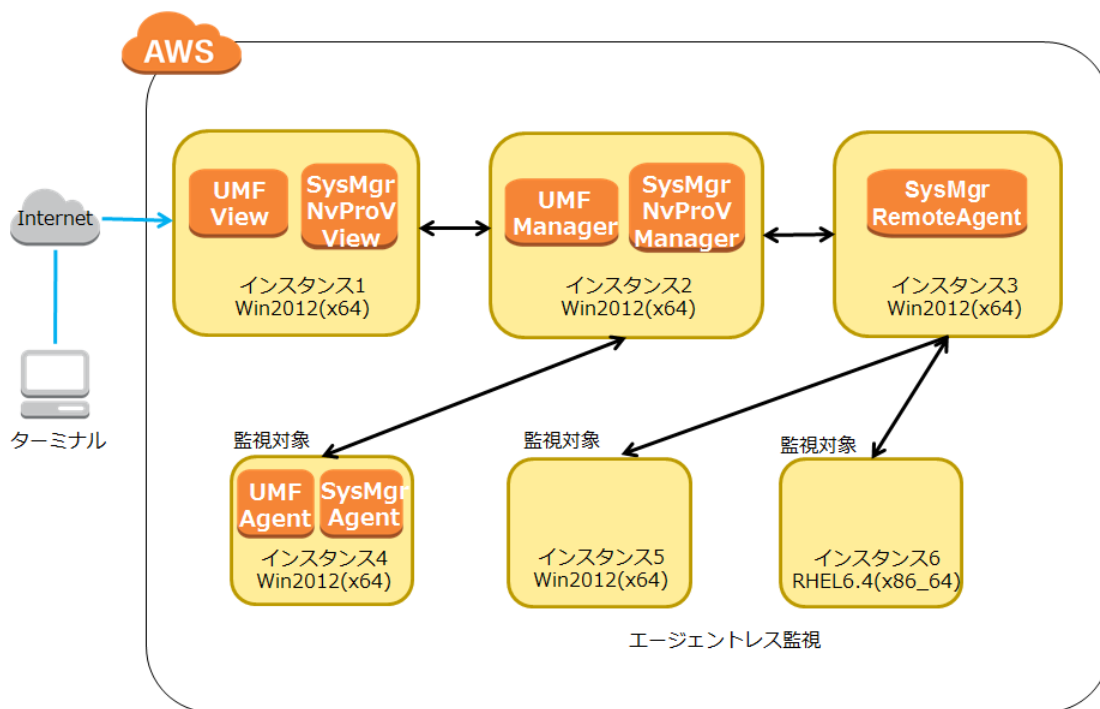 AWS
UMF
View
SysMgr
NvProV
View
インスタンス1
Win2012(x64)
UMF
Manager
SysMgr
NvProV
Manager
インスタンス2
Win2012(x64)
SysMgr
RemoteAgent
インスタンス3
Win2012(x64)
Internet
ターミナル
監視対象
UMF
Agent
SysMgr
Agent
インスタンス4
Win2012(x64)
監視対象
インスタンス5
Win2012(x64)
監視対象
インスタンス6
RHEL6.4(x86_64)
エージェントレス監視